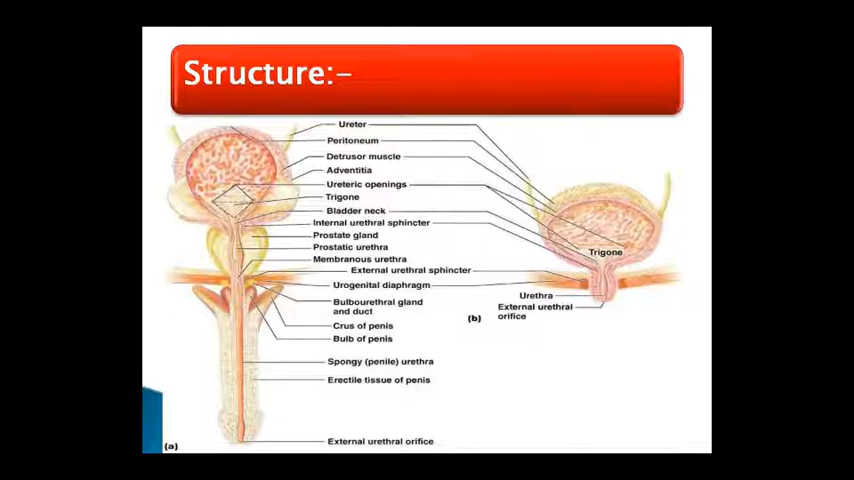 Structure:-
Ureter
Peritoneum
Detrusor muscle
Adventitia
Ureteric openings
Trigone
Bladder neck
Internal urethral sphincter
Prostate gland
Prostatic urethra
Membranous urethra
External urethral sphincter
Urogenital diaphragm
Bulbourethral gland
and duct
Crus of penis
Bulb of penis
Spongy (penile) urethra
Erectile tissue of penis
External urethral orifice
(a)
Trigone
Urethra
External urethral
orifice
(b)